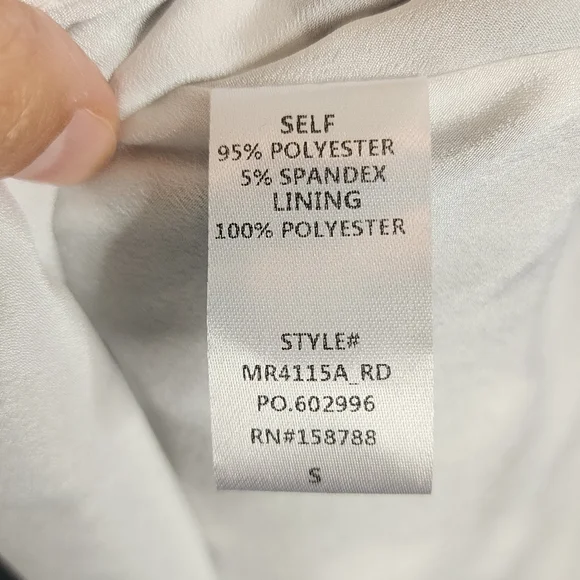 SELF
95% POLYESTER
5% SPANDEX
LINING
100% POLYESTER
STYLE#
MR4115A_RD
PO.602996
RN#158788
S